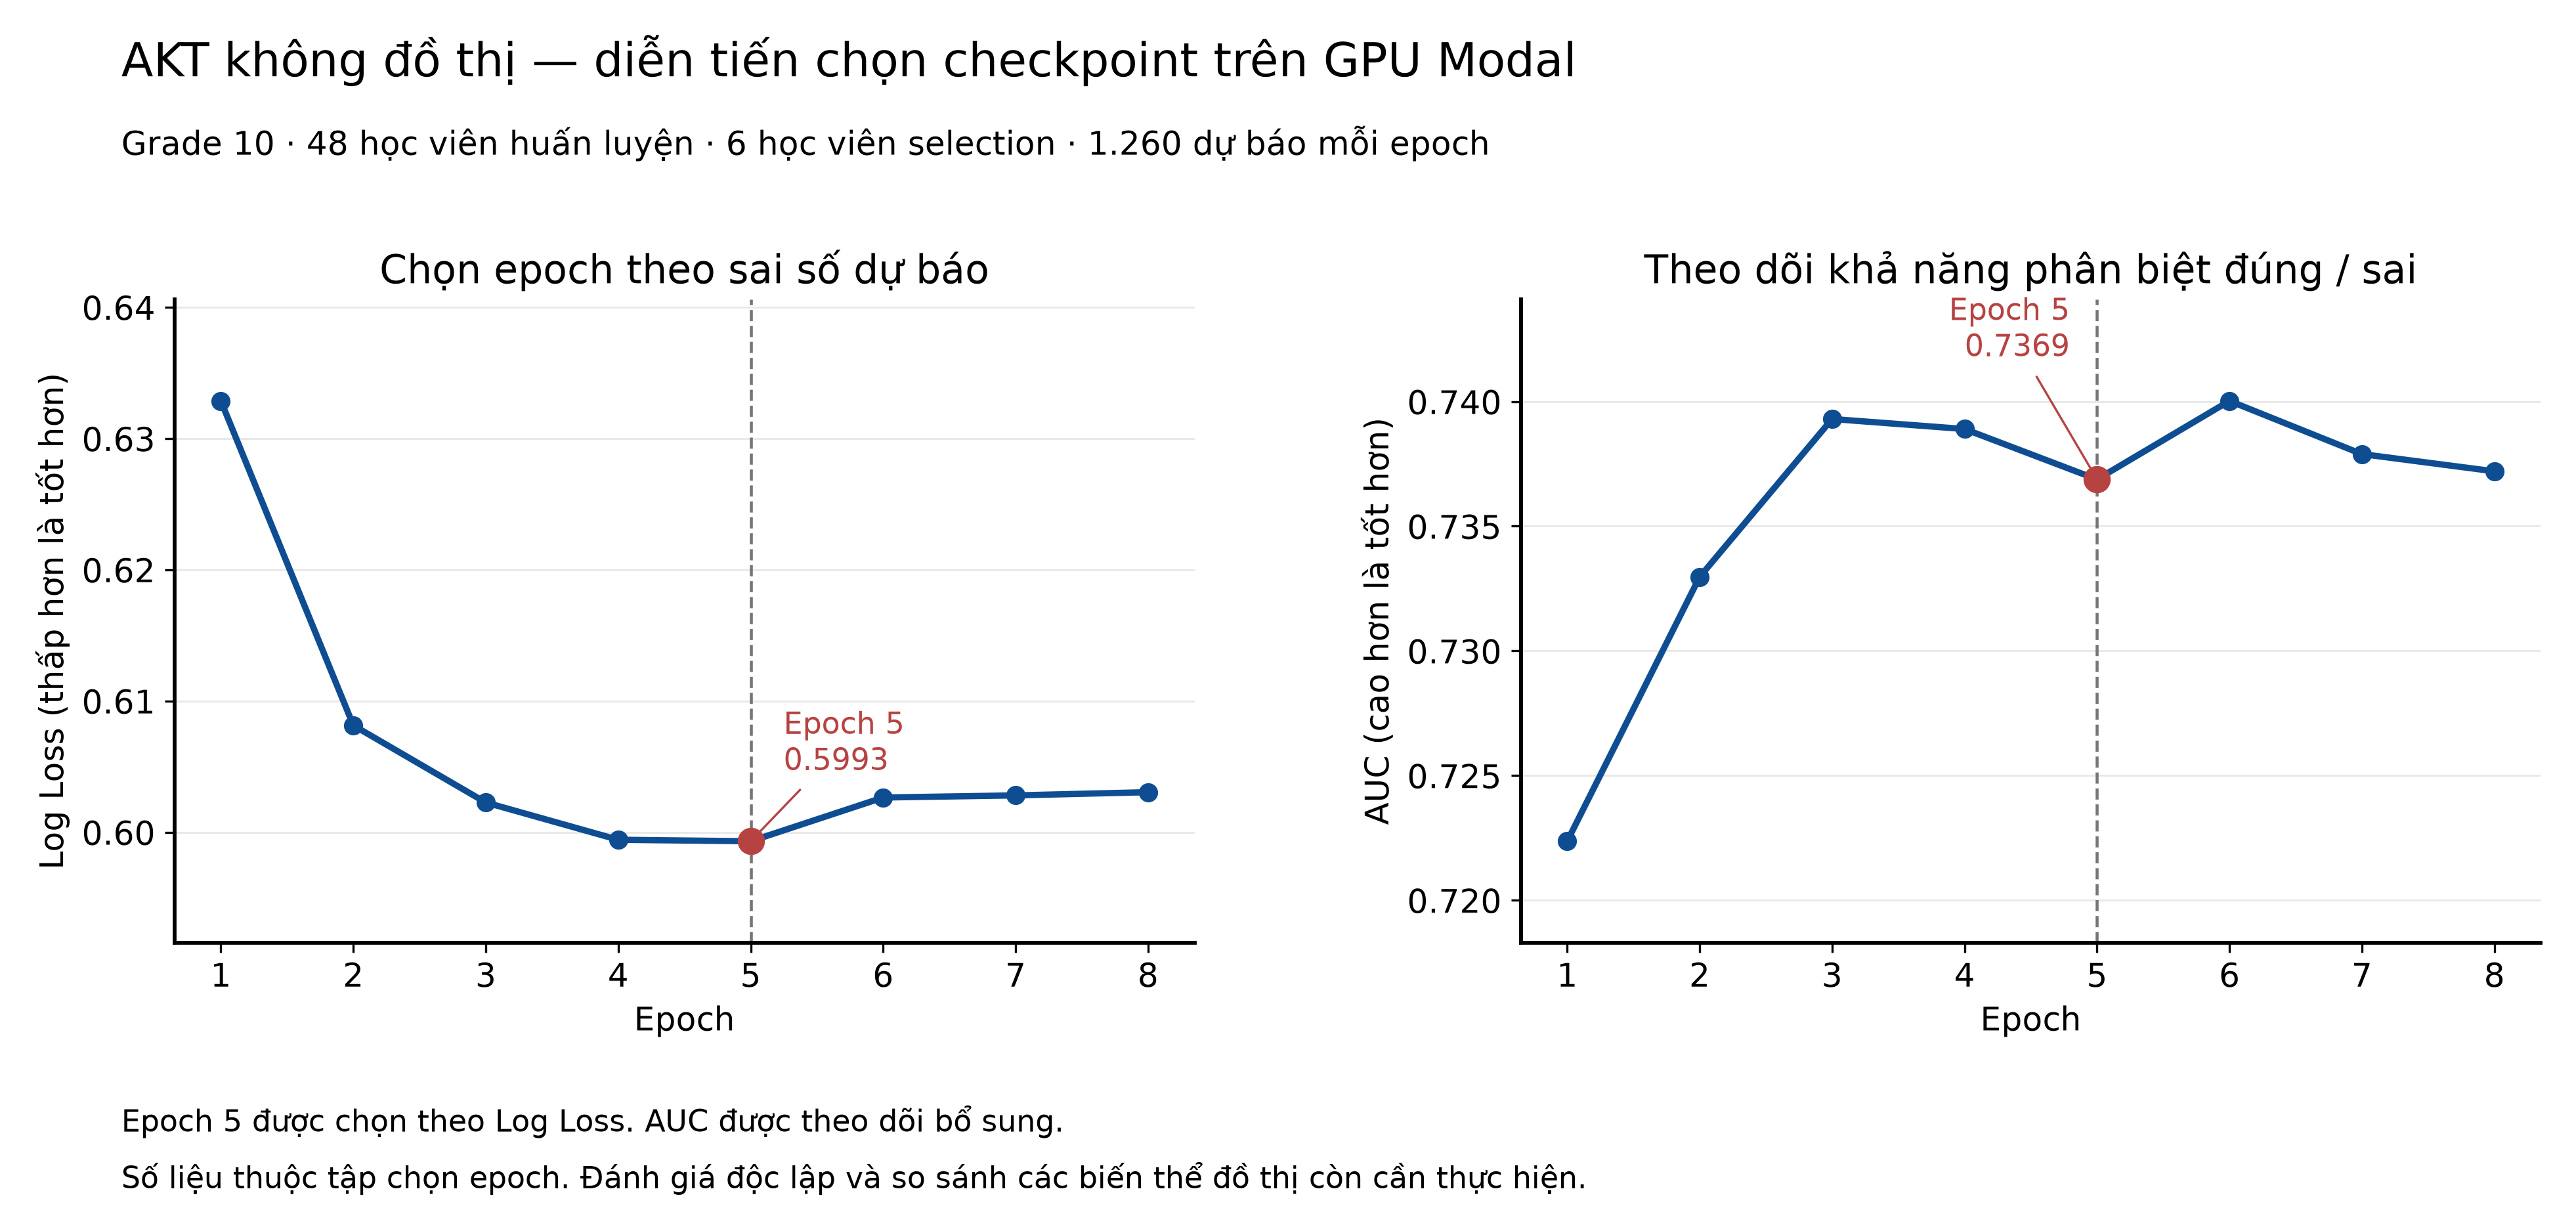 AKT không đồ thị — diễn tiến chọn checkpoint trên GPU Modal
Grade 10 · 48 học viên huấn luyện · 6 học viên selection · 1.260 dự báo mỗi epoch
Chọn epoch theo sai số dự báo
Log Loss (thấp hơn là tốt hơn)
0.64
0.63
0.62
0.61
0.60
Epoch 5
0.5993
1 2 3 4 5 6 7 8
Epoch
Theo dõi khả năng phân biệt đúng / sai
AUC (cao hơn là tốt hơn)
Epoch 5
0.7369
0.740
0.735
0.730
0.725
0.720
1 2 3 4 5 6 7 8
Epoch
Epoch 5 được chọn theo Log Loss. AUC được theo dõi bổ sung.
Số liệu thuộc tập chọn epoch. Đánh giá độc lập và so sánh các biến thể đồ thị còn cần thực hiện.